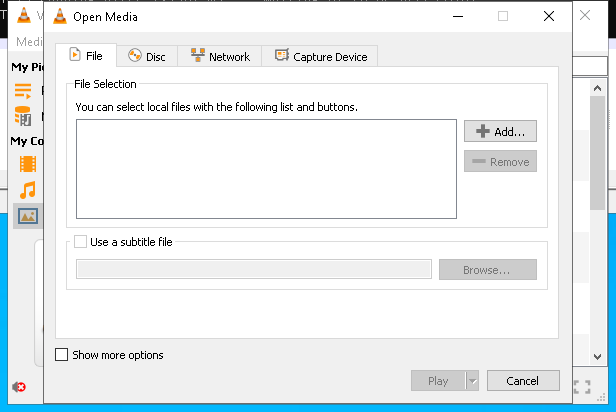 Open Media
Medi
File
Disc
Network
Capture Device
My Pi
File Selection
You can select local files with the following list and buttons.
Add...
Remove
My Co
Use a subtitle file
Browse...
Show more options
Play
Cancel